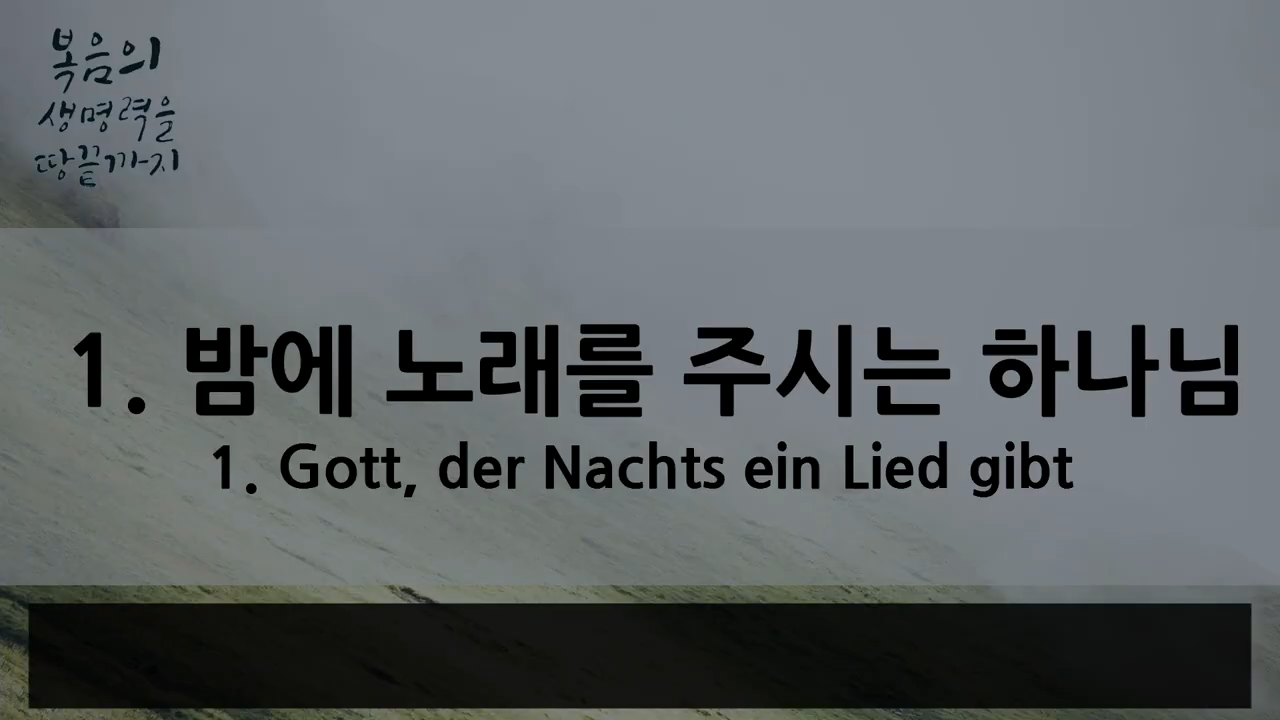 복음의
생명력을
땅끝까지
1. 밤에 노래를 주시는 하나님
1. Gott, der Nachts ein Lied gibt